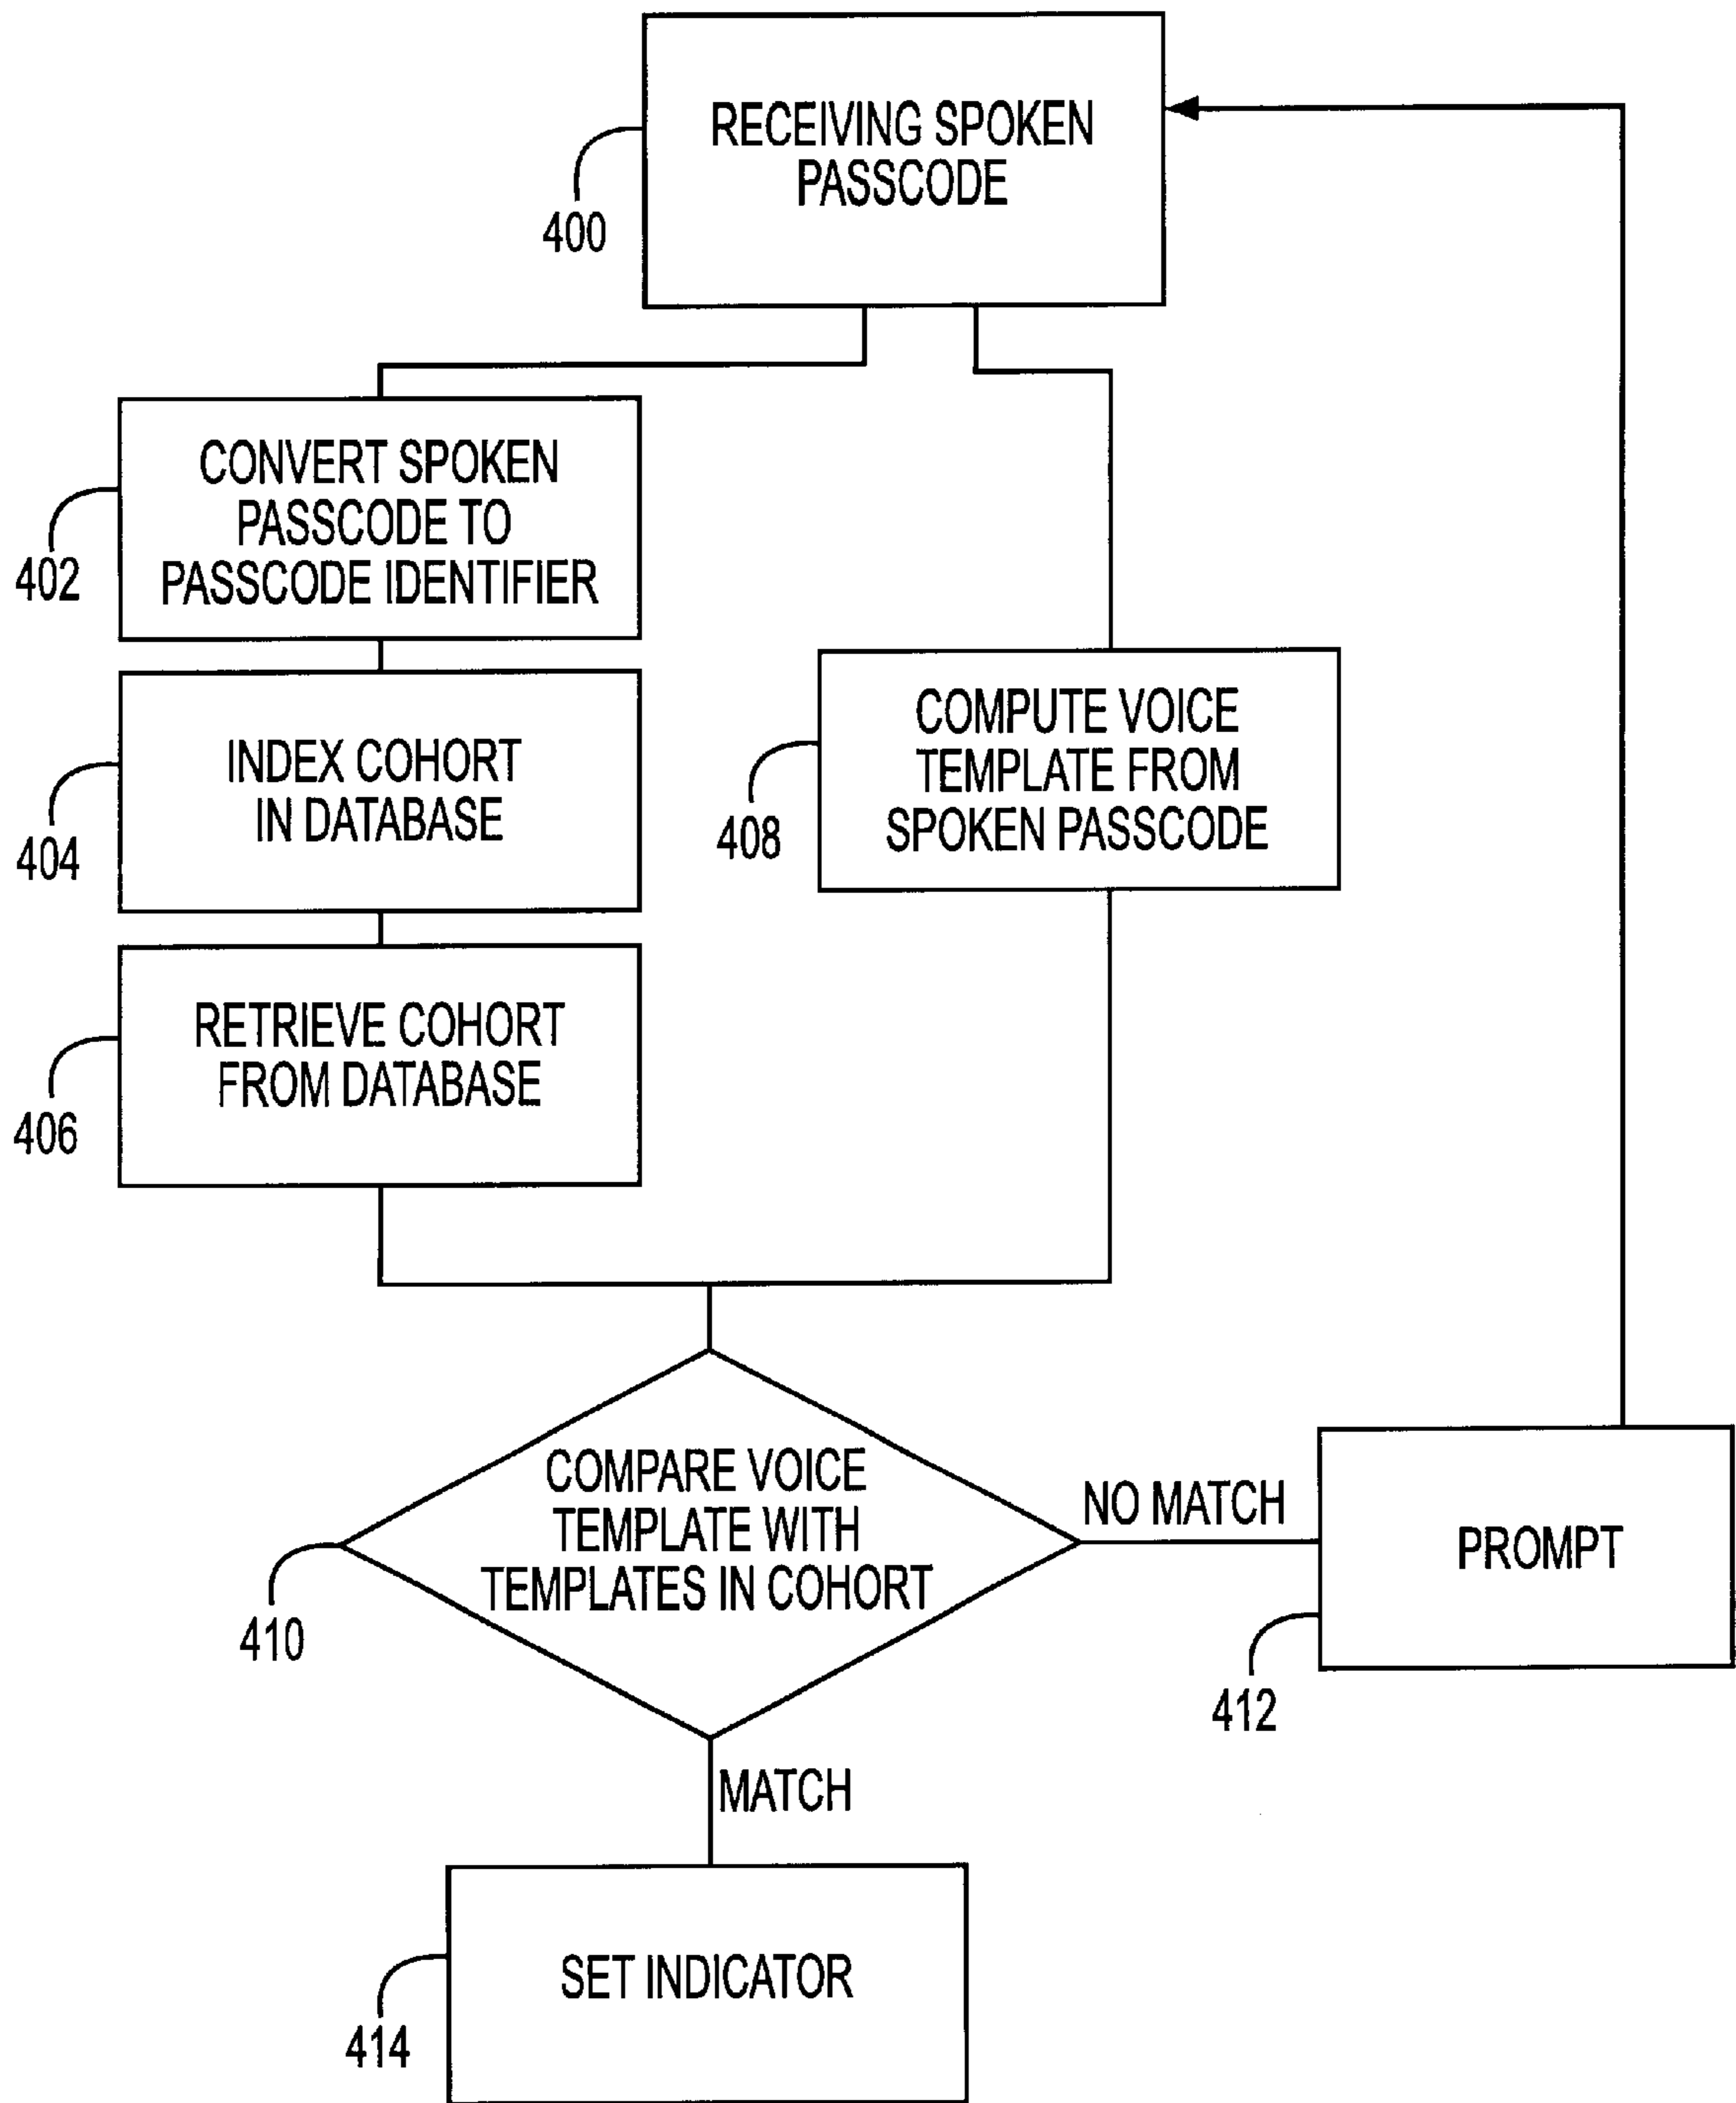 RECEIVING SPOKEN
PASSCODE
400
CONVERT SPOKEN
PASSCODE TO
PASSCODE IDENTIFIER
402
INDEX COHORT
IN DATABASE
404
COMPUTE VOICE
TEMPLATE FROM
SPOKEN PASSCODE
408
RETRIEVE COHORT
FROM DATABASE
406
COMPARE VOICE
TEMPLATE WITH
TEMPLATES IN COHORT
410
NO MATCH
PROMPT
412
MATCH
SET INDICATOR
414